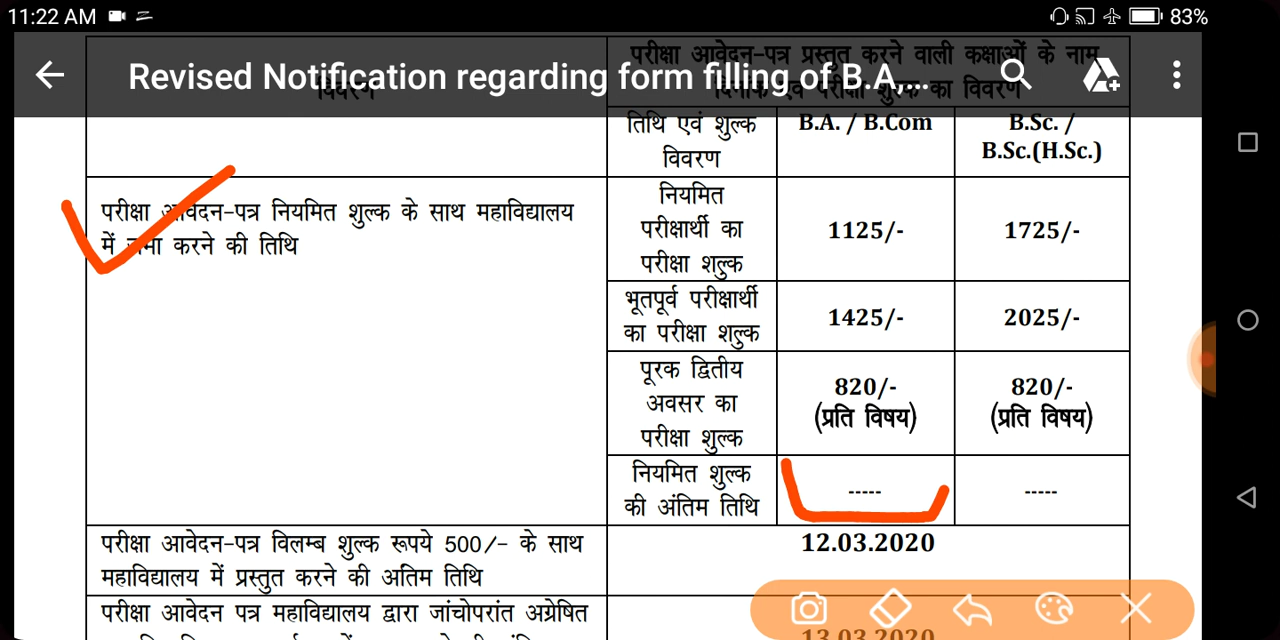 11:22 AM
83%
परीक्षा आवेदन-पत्र प्रस्तुत करने वाली कक्षाओं के नाम
Revised Notification regarding form filling of B.A,...
विवरण
दिनांक एवं परीक्षा शुल्क का विवरण
तिथि एवं शुल्क
विवरण
B.A. / B.Com
B.Sc. /
B.Sc.(H.Sc.)
परीक्षा आवेदन-पत्र नियमित शुल्क के साथ महाविद्यालय
में जमा करने की तिथि
नियमित
परीक्षार्थी का
परीक्षा शुल्क
1125/-
1725/-
भूतपूर्व परीक्षार्थी
का परीक्षा शुल्क
1425/-
2025/-
पूरक द्वितीय
अवसर का
परीक्षा शुल्क
820/-
(प्रति विषय)
820/-
(प्रति विषय)
नियमित शुल्क
की अंतिम तिथि
-----
-----
परीक्षा आवेदन-पत्र विलम्ब शुल्क रूपये 500/- के साथ
महाविद्यालय में प्रस्तुत करने की अंतिम तिथि
12.03.2020
परीक्षा आवेदन पत्र महाविद्यालय द्वारा जांचोपरांत अग्रेषित
13.03.2020